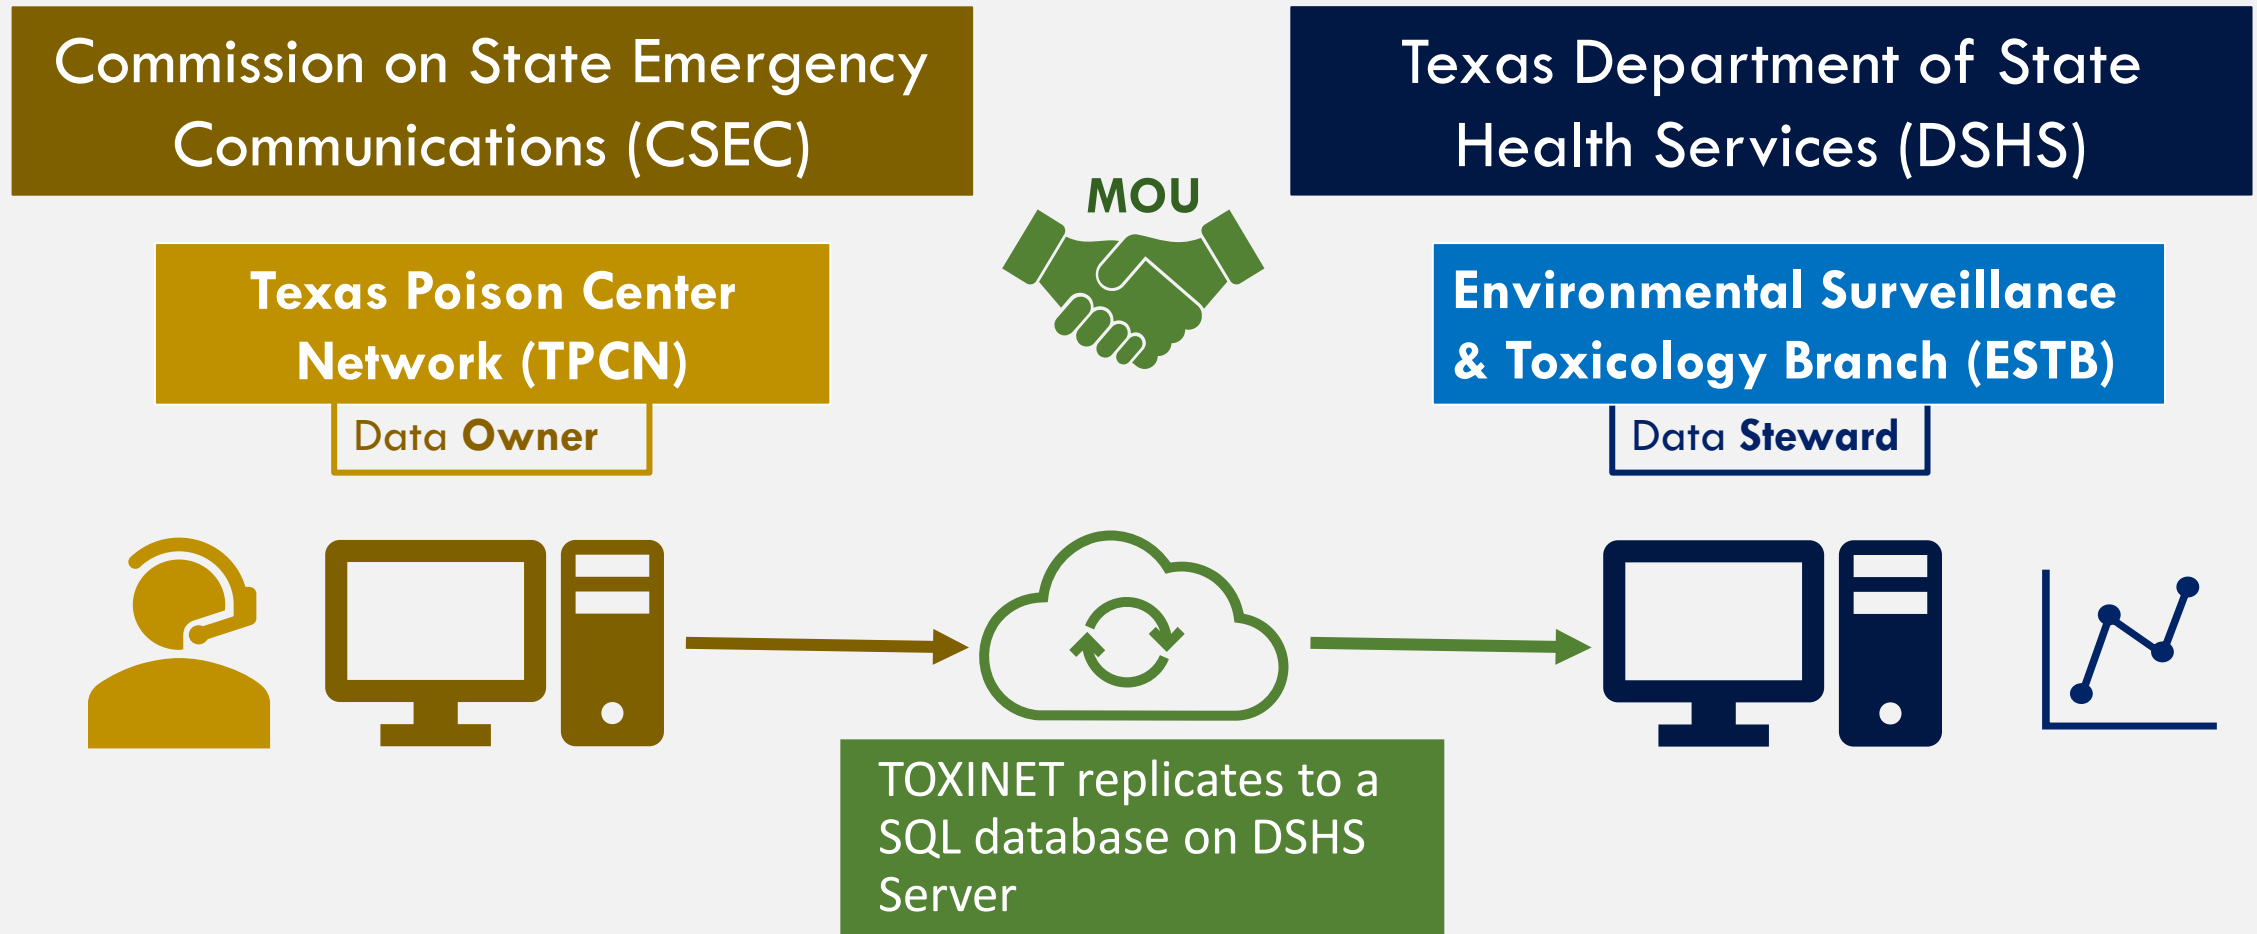 Commission on State Emergency
Communications (CSEC)
Texas Department of State
Health Services (DSHS)
MOU
Texas Poison Center
Network (TPCN)
Data Owner
Environmental Surveillance
& Toxicology Branch (ESTB)
Data Steward
TOXINET replicates to a
SQL database on DSHS
Server